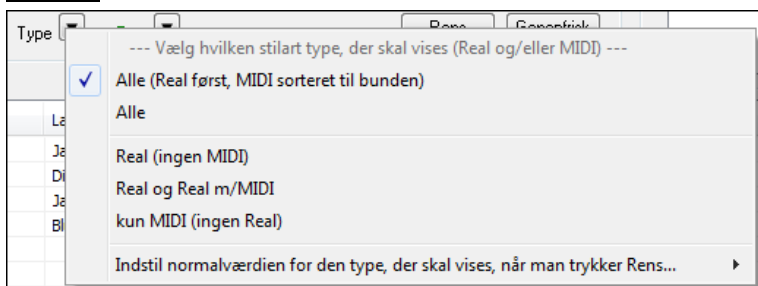 Type
--- Vælg hvilken stilart type, der skal vises (Real og/eller MIDI) ---
Alle (Real først, MIDI sorteret til bunden)
Alle
Real (ingen MIDI)
Real og Real m/MIDI
kun MIDI (ingen Real)
Indstil normalværdien for den type, der skal vises, når man trykker Rens...